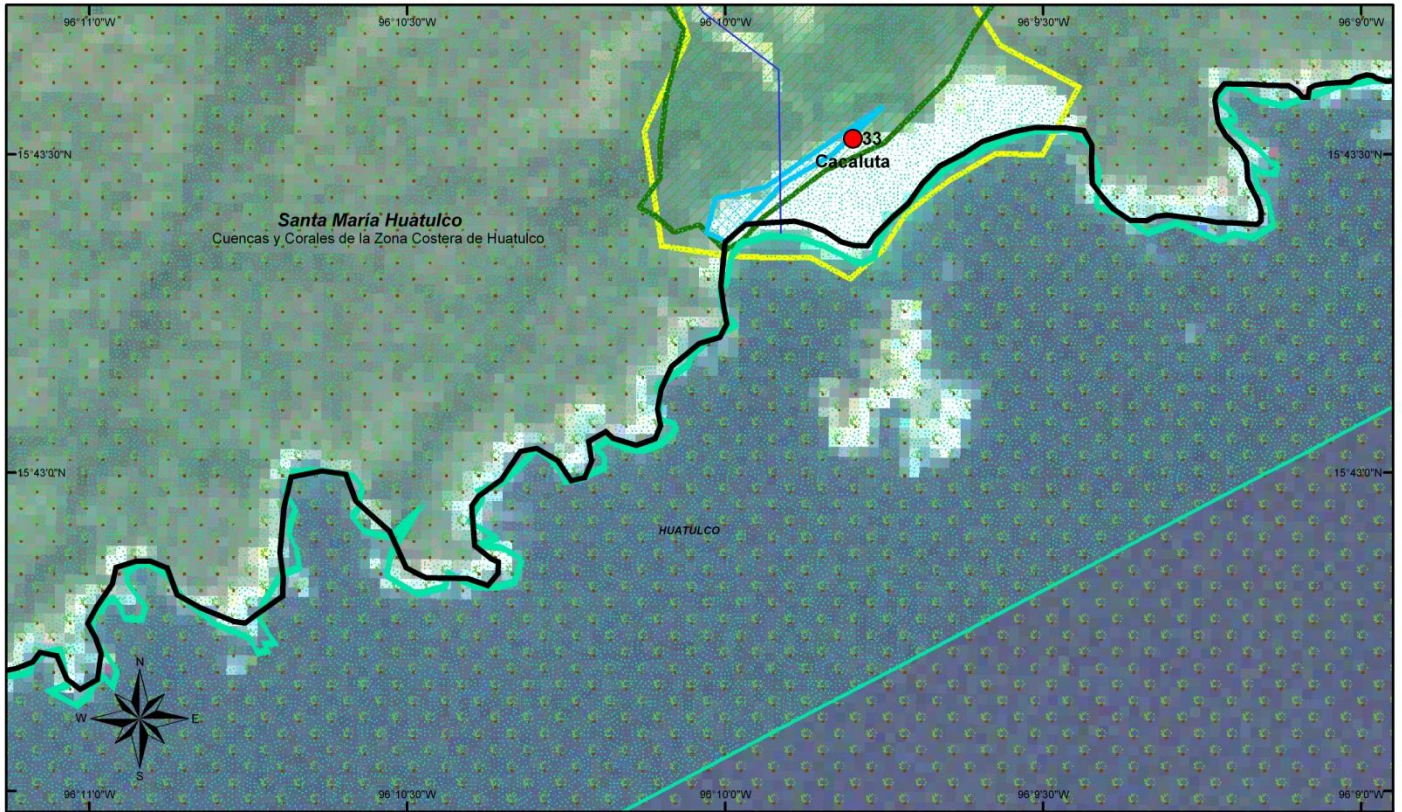 96°11'0"W 96°10'30"W 96°10'0"W 96°9'30"W 96°9'0"W
33
15°43'30"N 15°43'30"N
Cacaluta
Santa María Huatulco
Cuencas y Corales de la Zona Costera de Huatulco
15°43'0"N 15°43'0"N
HUATULCO
N
W E
S
96°11'0"W 96°10'30"W 96°10'0"W 96°9'30"W 96°9'0"W